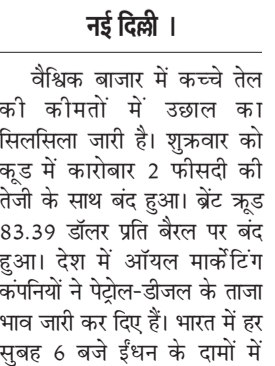 नई दिल्ली ।
वैश्विक बाजार में कच्चे तेल
की कीमतों में उछाल का
सिलसिला जारी है। शुक्रवार को
कूड में कारोबार 2 फीसदी की
तेजी के साथ बंद हुआ। ब्रेंट क्रूड
83.39 डॉलर प्रति बैरल पर बंद
हुआ। देश में ऑयल मार्केटिंग
कंपनियों ने पेट्रोल-डीजल के ताजा
भाव जारी कर दिए हैं। भारत में हर
सुबह 6 बजे ईंधन के दामों में